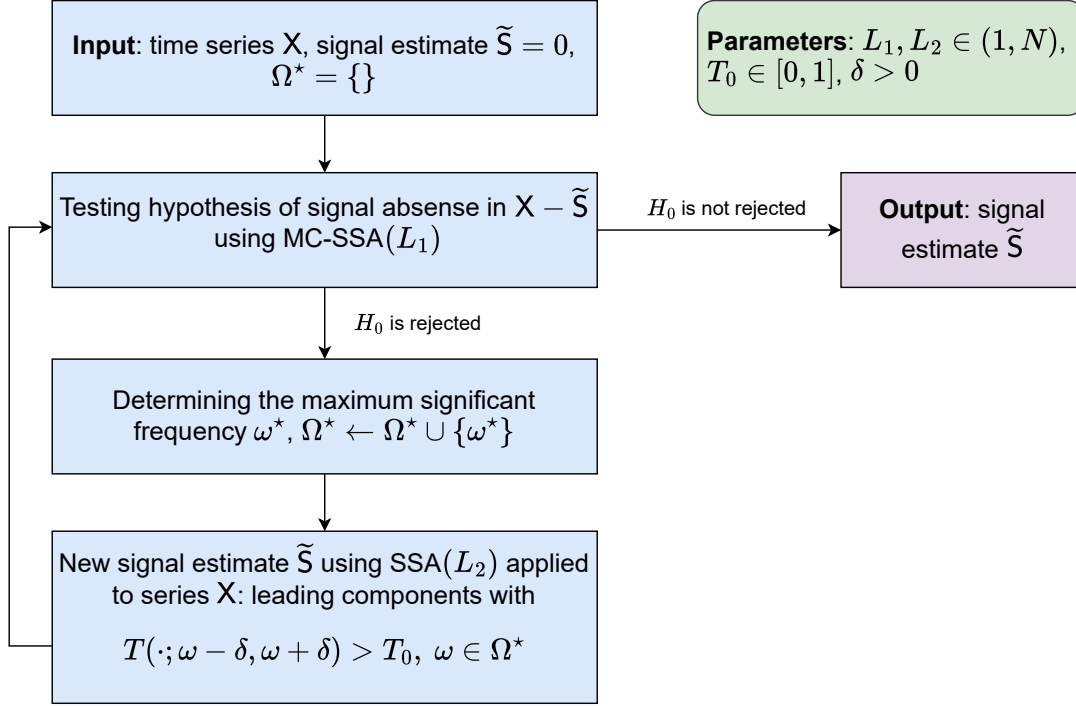 Input: time series X, signal estimate S̃ = 0,
Ω⋆ = {}
Parameters: L₁, L₂ ∈ (1, N),
T₀ ∈ [0, 1], δ > 0
Testing hypothesis of signal absense in X − S̃
using MC-SSA(L₁)
H₀ is not rejected
Output: signal
estimate S̃
H₀ is rejected
Determining the maximum significant
frequency ω⋆, Ω⋆ ← Ω⋆ ∪ {ω⋆}
New signal estimate S̃ using SSA(L₂) applied
to series X: leading components with
T(·; ω − δ, ω + δ) > T₀, ω ∈ Ω⋆